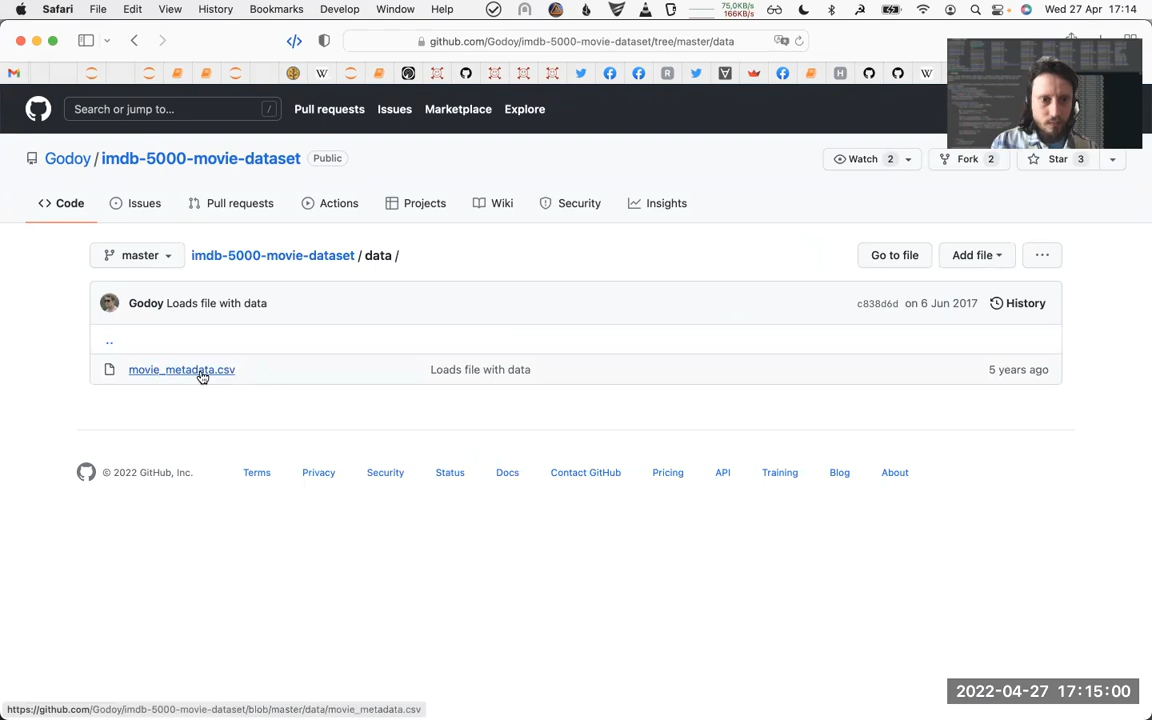 Safari File Edit View History Bookmarks Develop Window Help 75,0KB/s 166KB/s Wed 27 Apr 17:14
github.com/Godoy/imdb-5000-movie-dataset/tree/master/data
Search or jump to... / Pull requests Issues Marketplace Explore
Godoy / imdb-5000-movie-dataset Public Watch 2 Fork 2 Star 3
Code Issues Pull requests Actions Projects Wiki Security Insights
master imdb-5000-movie-dataset / data / Go to file Add file ...
Godoy Loads file with data c838d6d on 6 Jun 2017 History
..
movie_metadata.csv Loads file with data 5 years ago
© 2022 GitHub, Inc. Terms Privacy Security Status Docs Contact GitHub Pricing API Training Blog About
2022-04-27 17:15:00
https://github.com/Godoy/imdb-5000-movie-dataset/blob/master/data/movie_metadata.csv